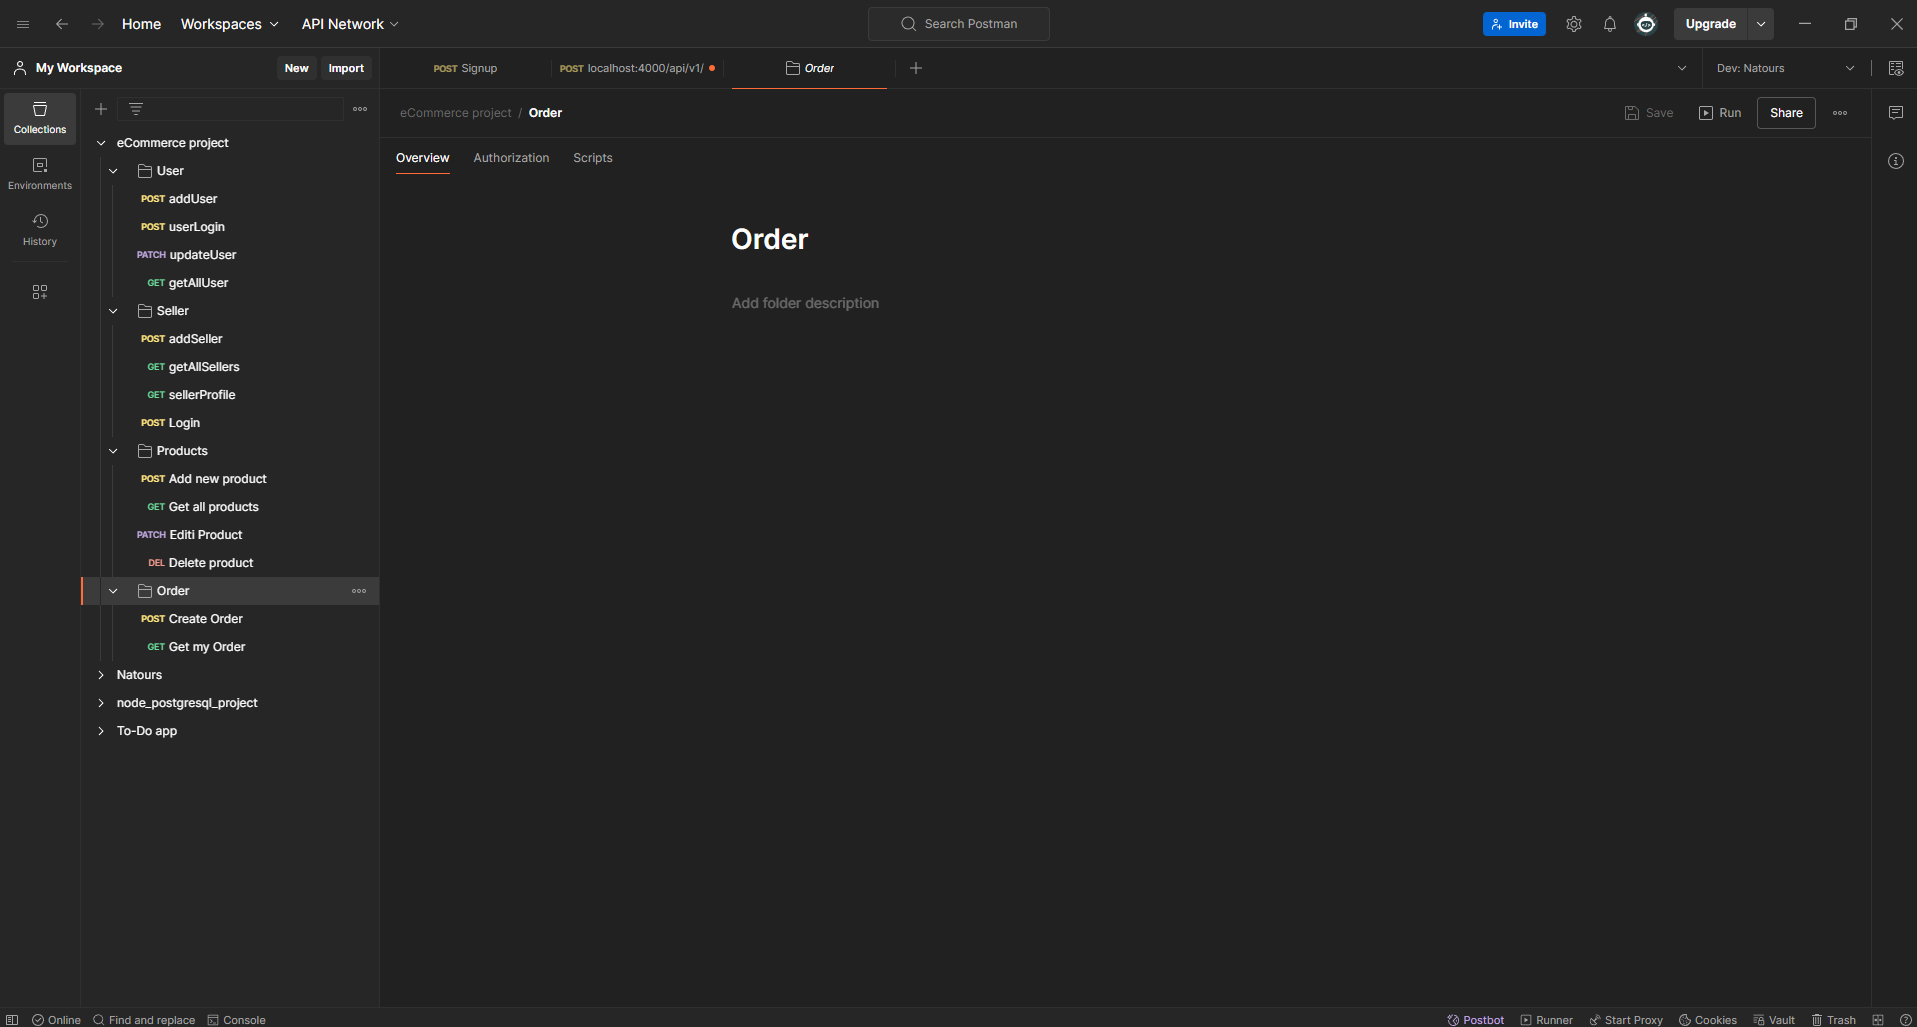 Home Workspaces API Network Search Postman Invite Upgrade
My Workspace New Import POST Signup POST localhost:4000/api/v1/ Order Dev: Natours
Collections
Environments
History
eCommerce project
User
POST addUser
POST userLogin
PATCH updateUser
GET getAllUser
Seller
POST addSeller
GET getAllSellers
GET sellerProfile
POST Login
Products
POST Add new product
GET Get all products
PATCH Editi Product
DEL Delete product
Order
POST Create Order
GET Get my Order
Natours
node_postgresql_project
To-Do app
eCommerce project / Order Save Run Share
Overview Authorization Scripts
Order
Add folder description
Online Find and replace Console Postbot Runner Start Proxy Cookies Vault Trash